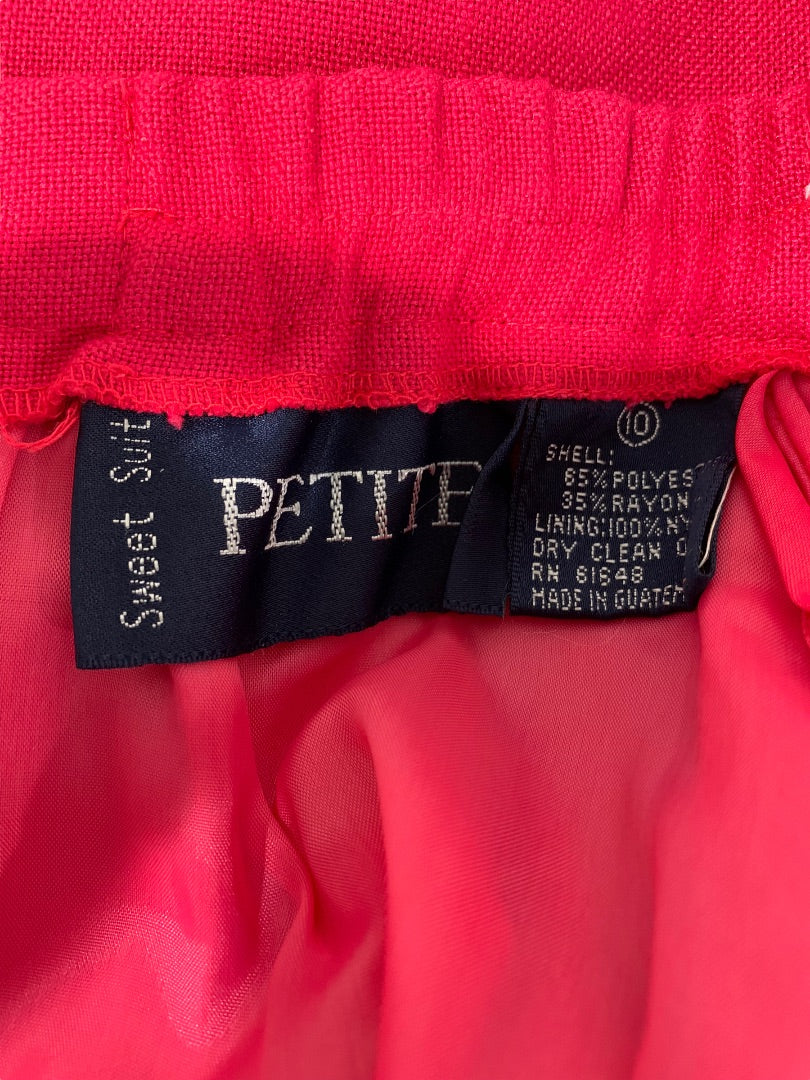 Sweet Suit
PETITE
10
SHELL:
65% POLYES
35% RAYON
LINING:100% NY
DRY CLEAN O
RN 61648
MADE IN GUATEM